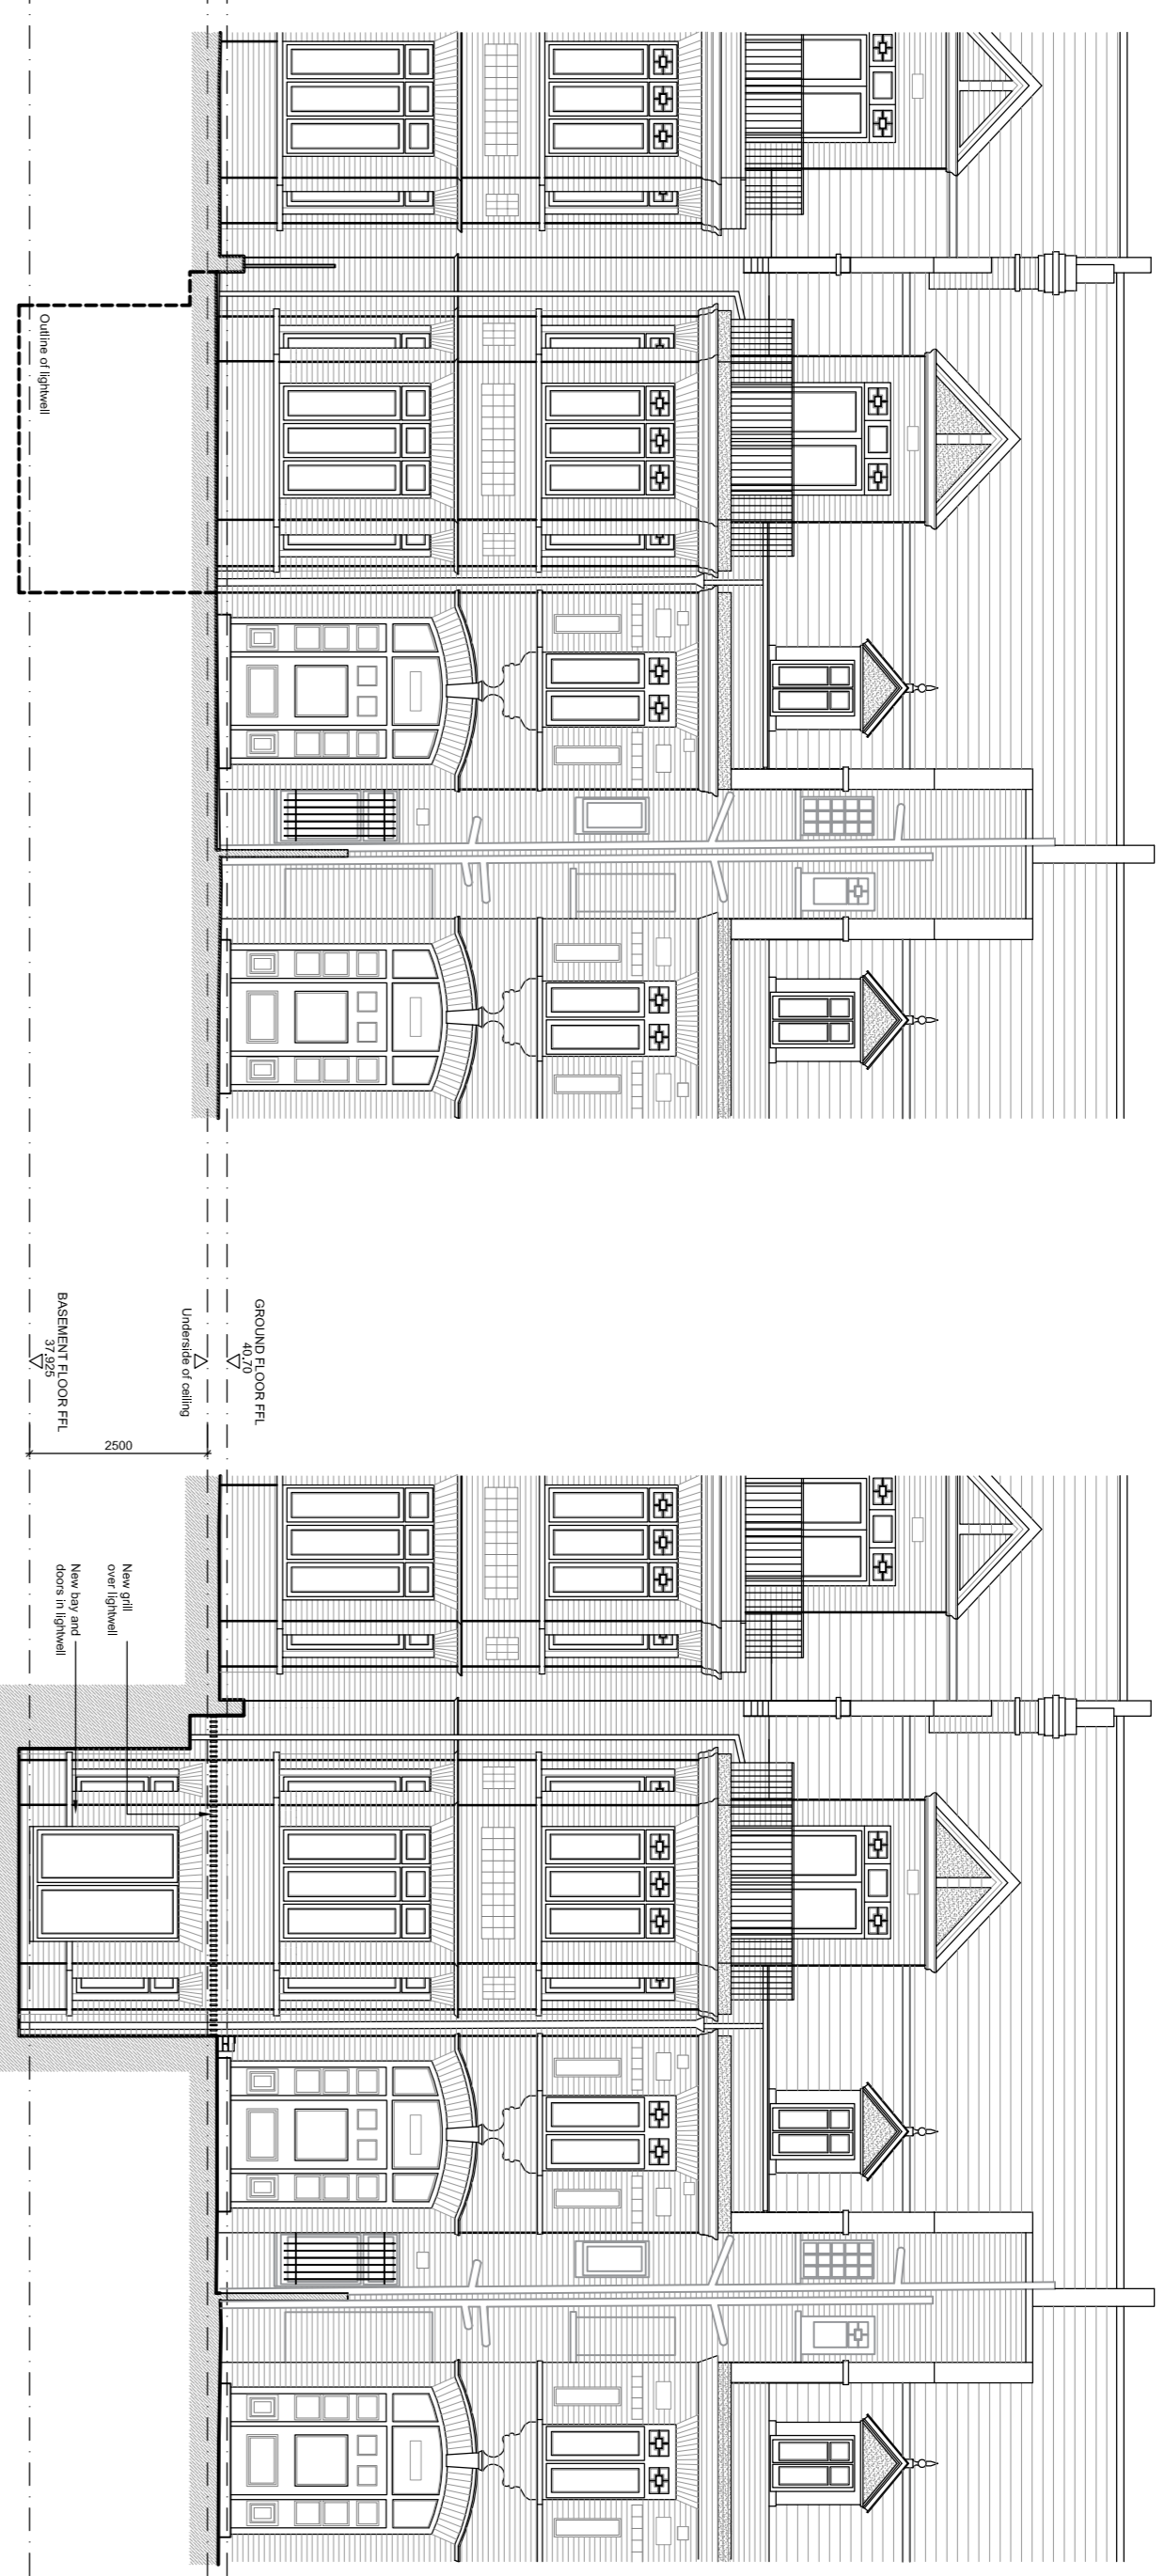 Outline of lightwell
GROUND FLOOR FFL
40.70
Underside of ceiling
BASEMENT FLOOR FFL
37.925
2500
New grill
over lightwell
New bay and
doors in lightwell